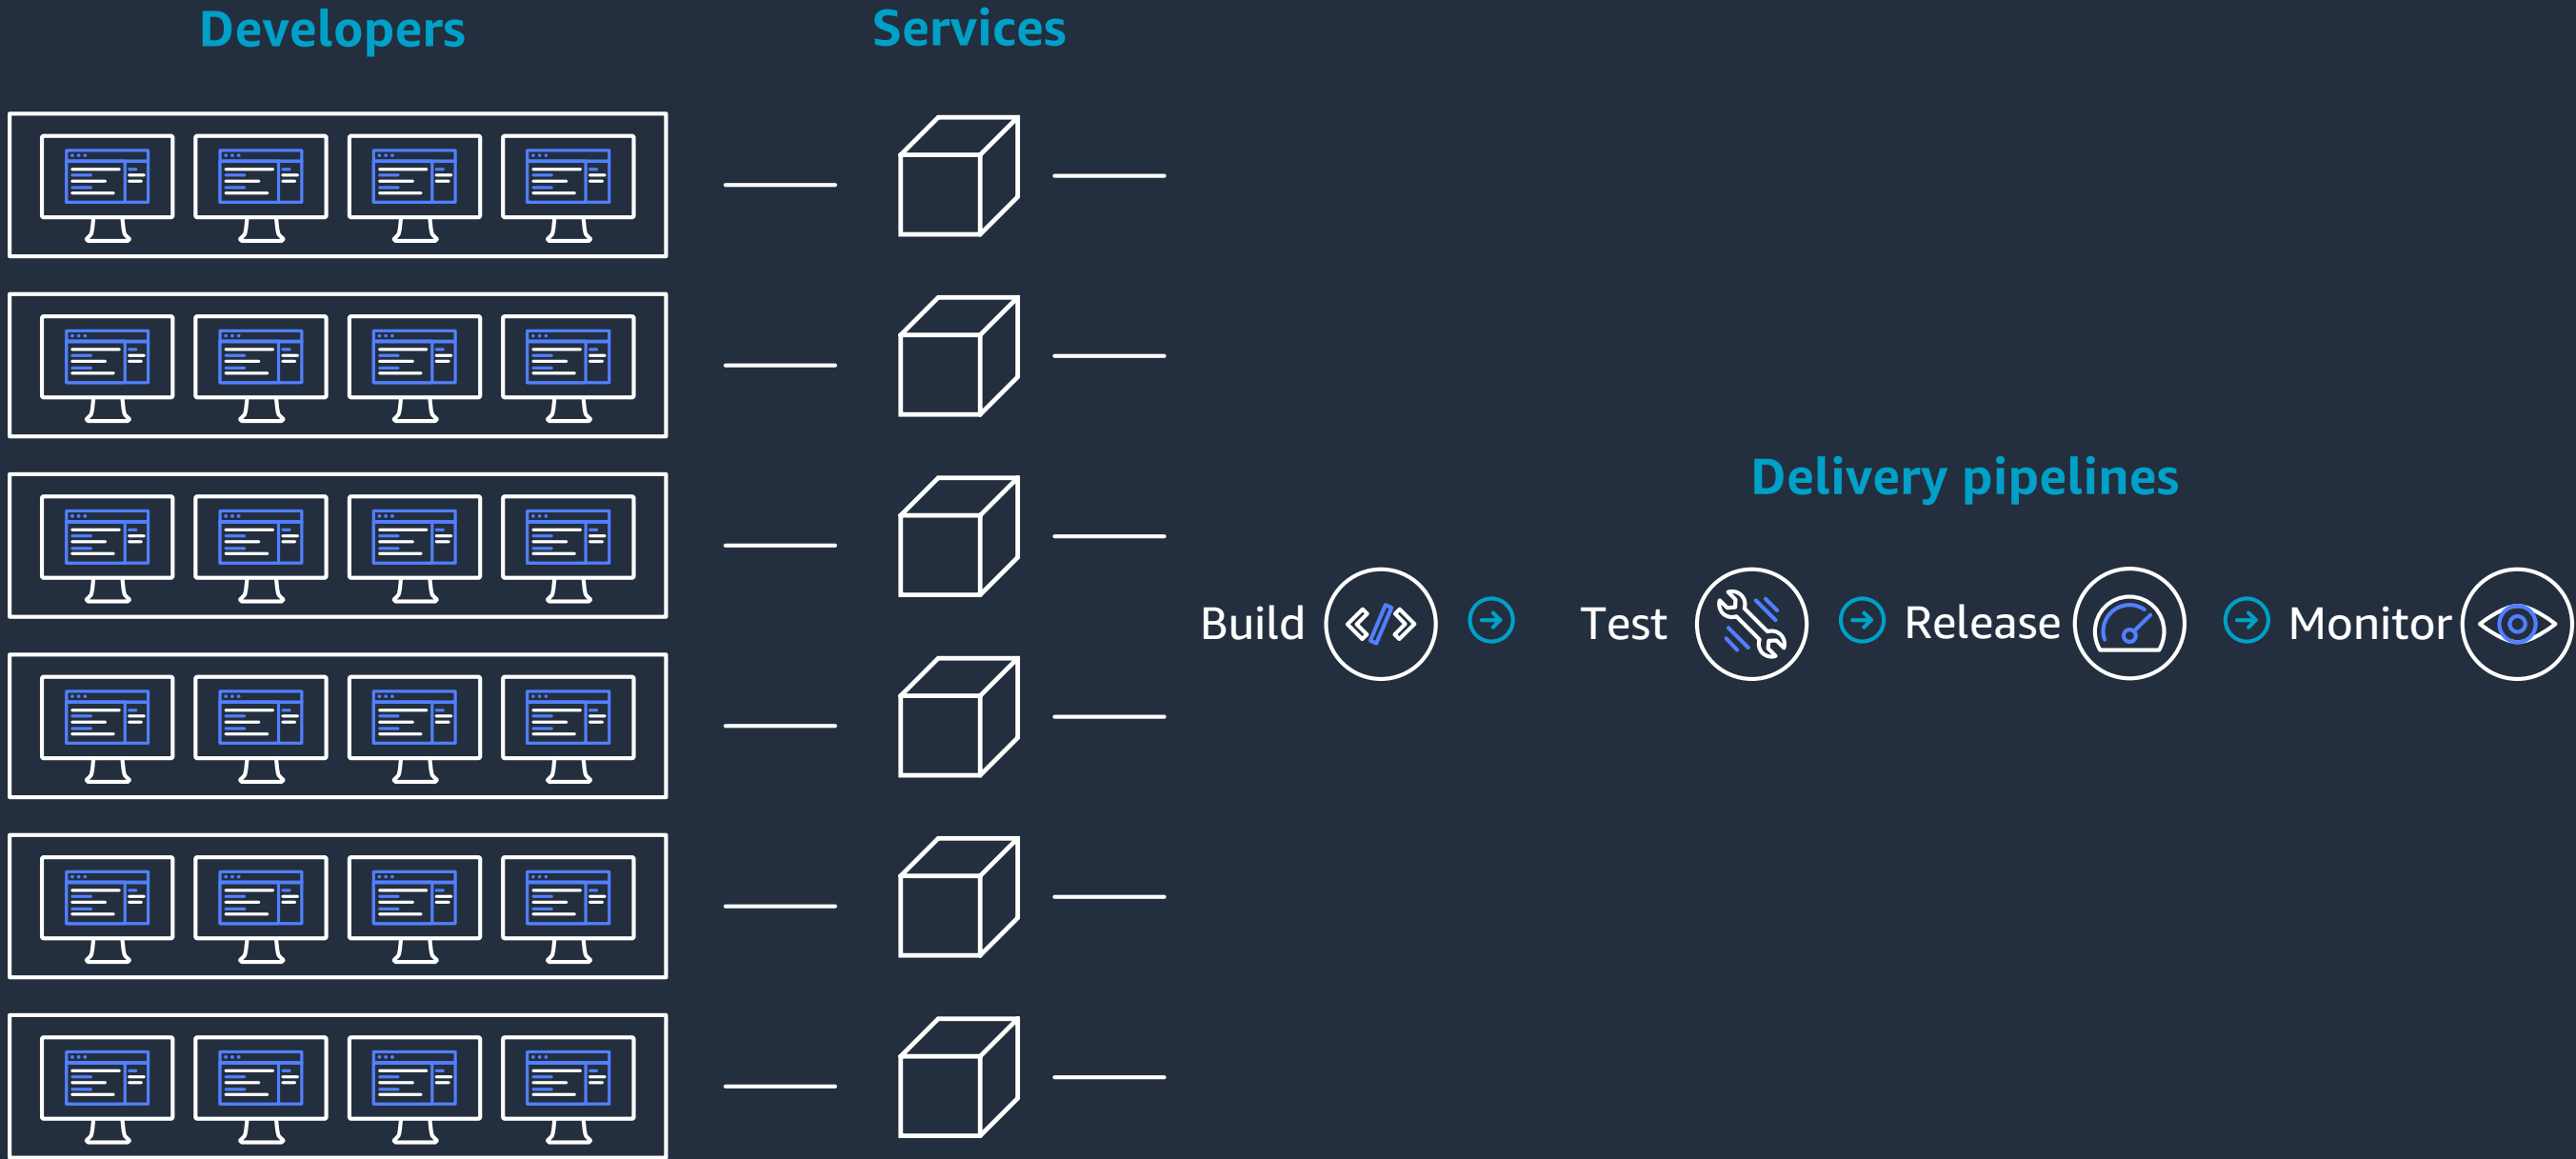 Developers
Services
Delivery pipelines
Build
Test
Release
Monitor